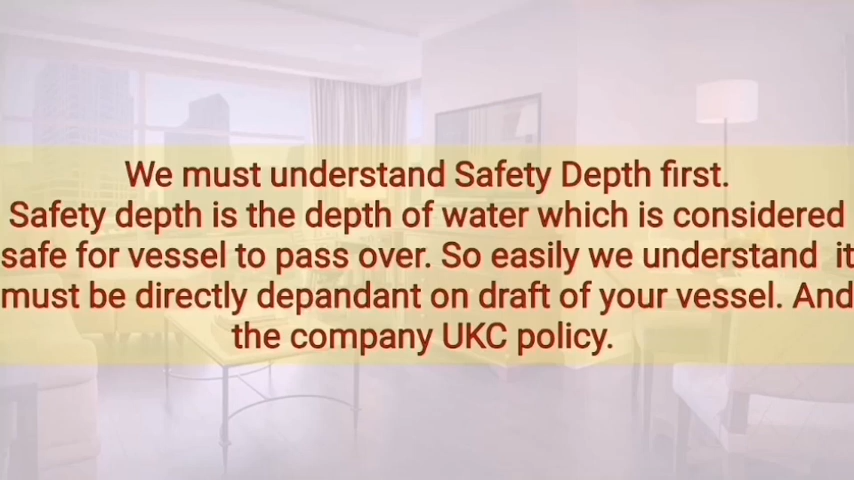 We must understand Safety Depth first.
Safety depth is the depth of water which is considered
safe for vessel to pass over. So easily we understand  it
must be directly depandant on draft of your vessel. And
the company UKC policy.